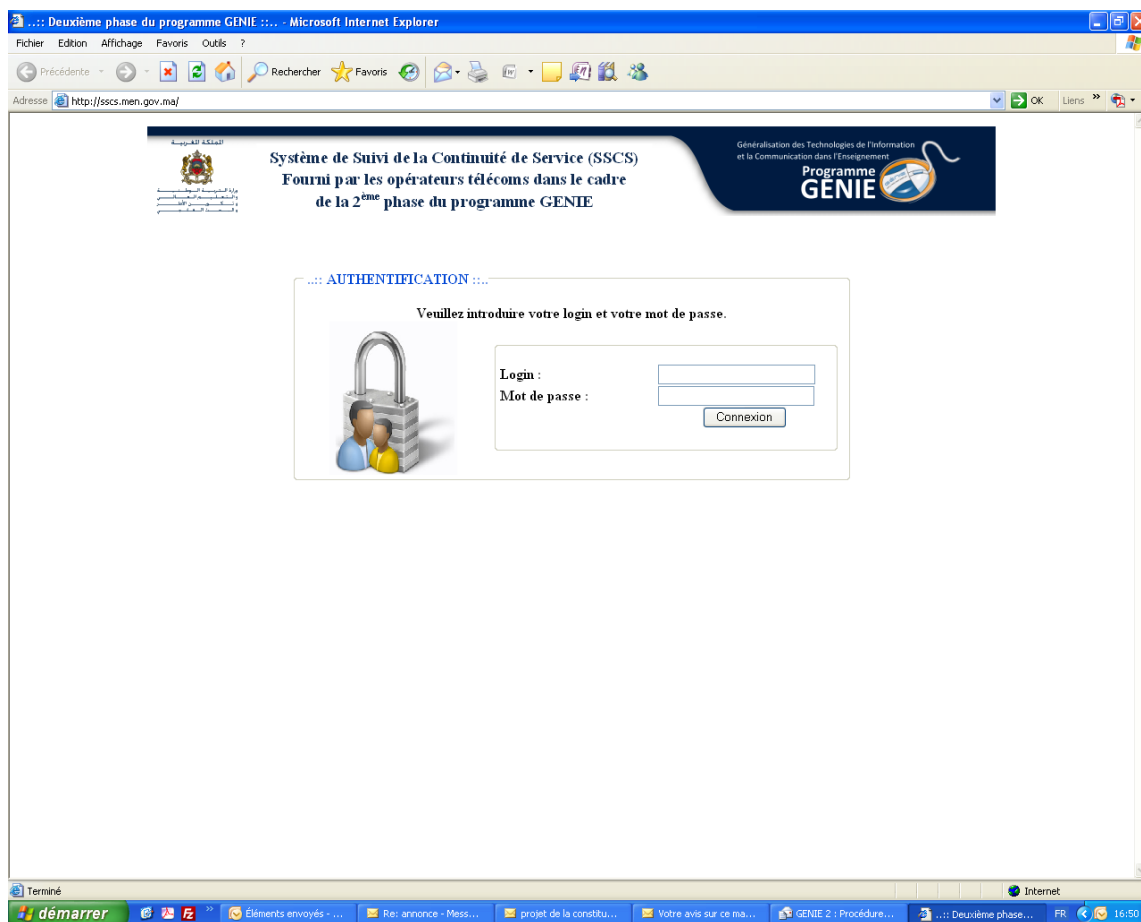 ..:: Deuxième phase du programme GENIE ::.. - Microsoft Internet Explorer
Fichier Edition Affichage Favoris Outils ?
Précédente Rechercher Favoris
Adresse http://sscs.men.gov.ma/ OK Liens »
المملكة المغربية
Système de Suivi de la Continuité de Service (SSCS)
Fourni par les opérateurs télécoms dans le cadre
de la 2ème phase du programme GENIE
Généralisation des Technologies de l'Information
et la Communication dans l'Enseignement
Programme
GÉNIE
..:: AUTHENTIFICATION ::..
Veuillez introduire votre login et votre mot de passe.
Login :
Mot de passe :
Connexion
Terminé Internet
démarrer » Éléments envoyés - ... Re: annonce - Mess... projet de la constitu... Votre avis sur ce ma... GENIE 2 : Procédure... ..:: Deuxième phase... FR 16:50